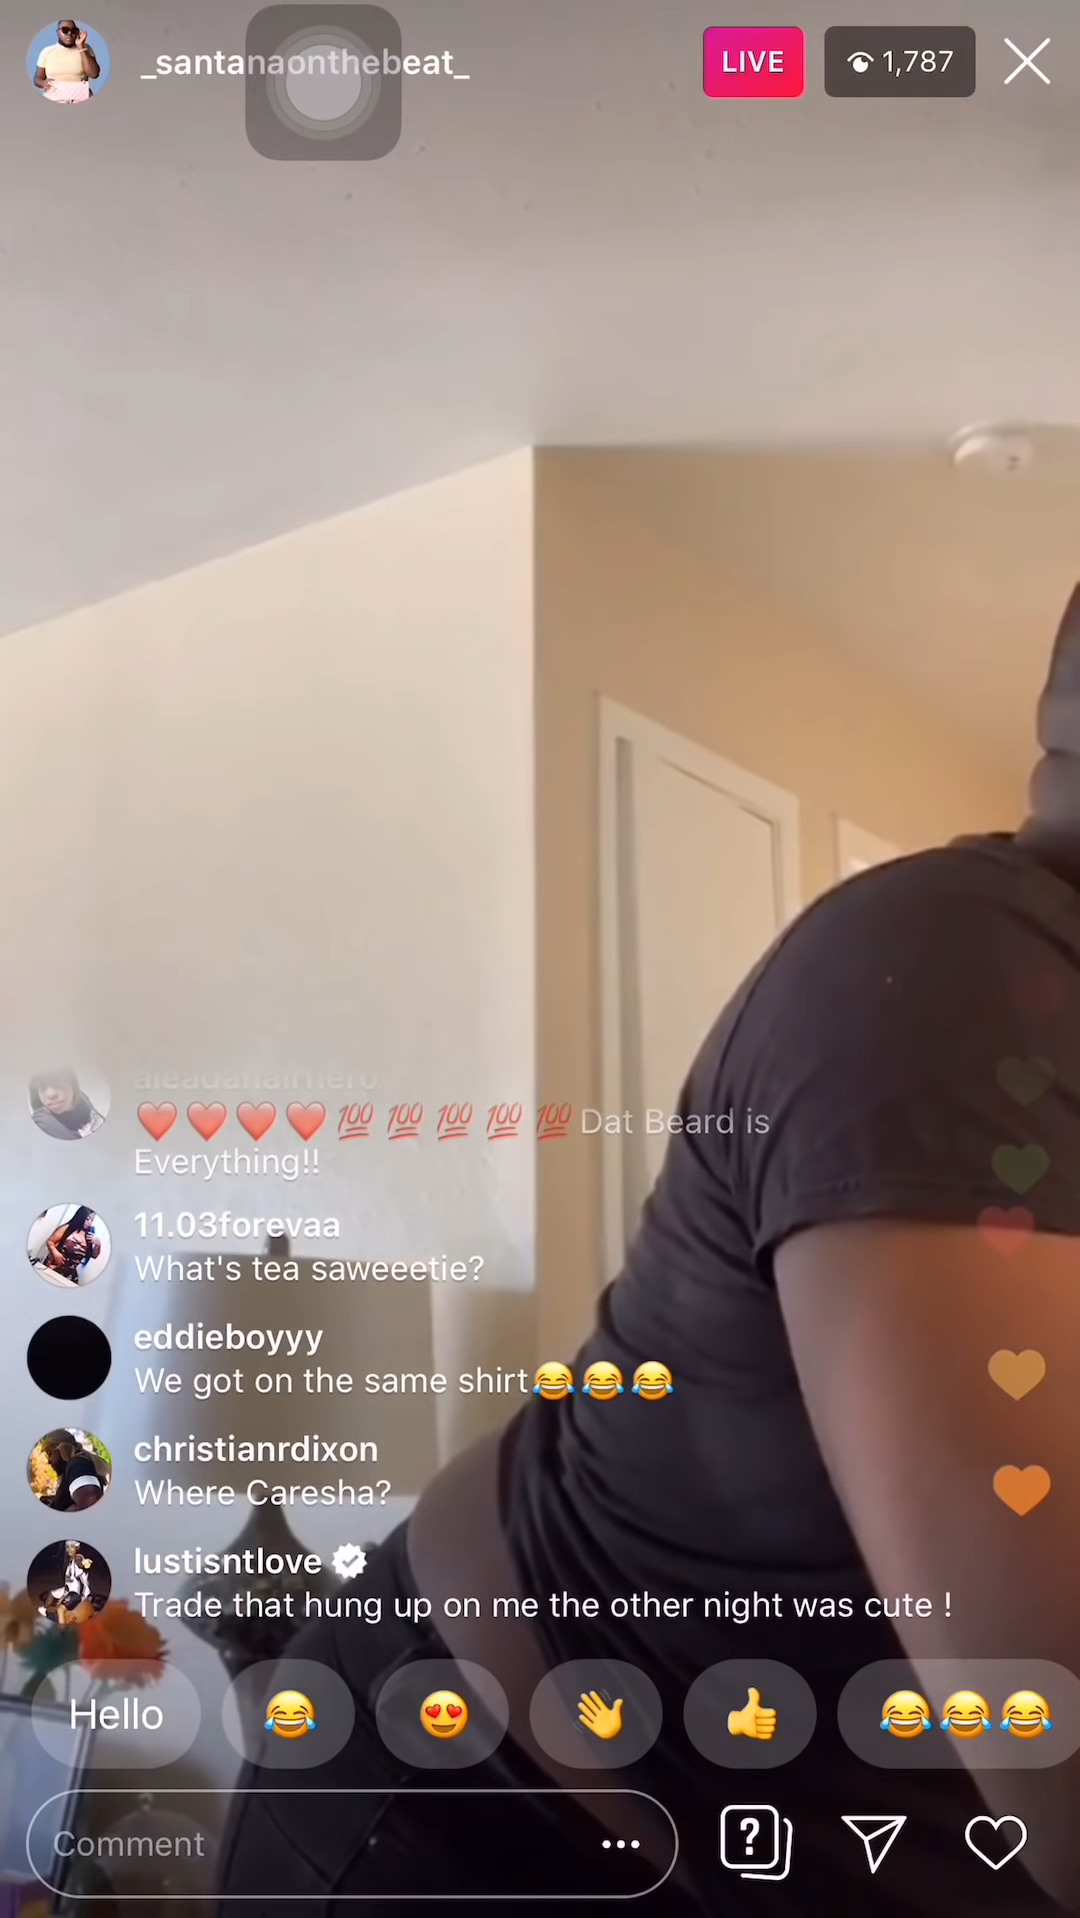 _santanaonthebeat_
LIVE
1,787
❤️❤️❤️❤️💯💯💯💯💯Dat Beard is
Everything!!
11.03forevaa
What's tea saweeetie?
eddieboyyy
We got on the same shirt😂😂😂
christianrdixon
Where Caresha?
lustisntlove
Trade that hung up on me the other night was cute !
Hello
😂
😍
👋
👍
😂😂😂
Comment